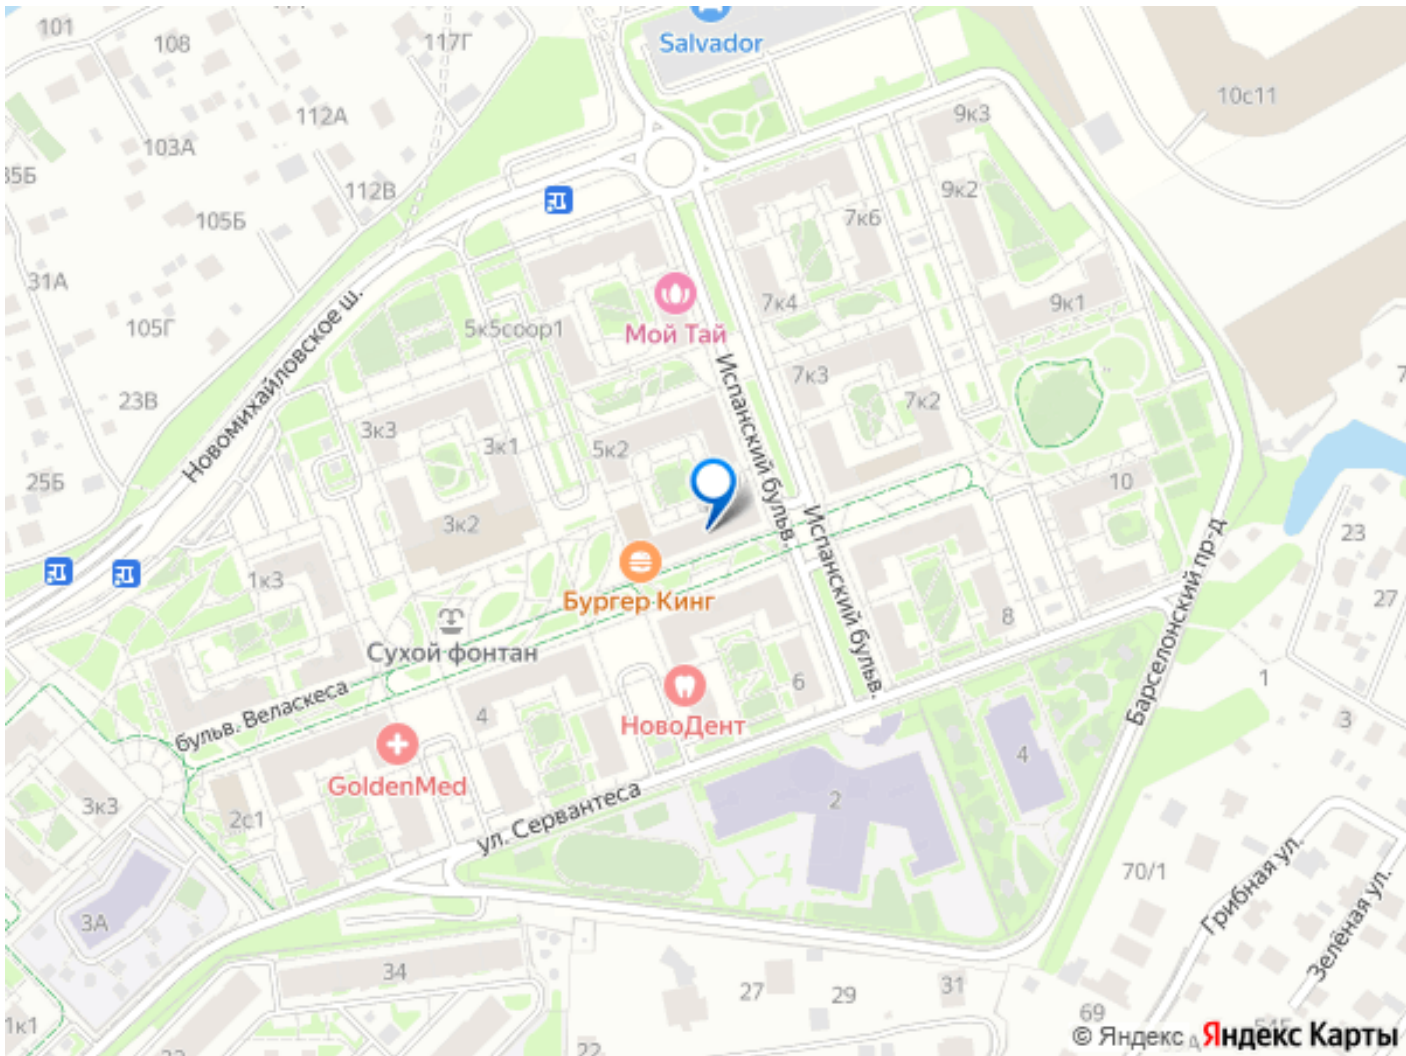 101
108
117Г
Salvador
10с11
9к3
112А
103А
35Б
112В
9к2
7к6
105Б
31А
7к4
9к1
105Г
5к5соор1
Мой Тай
Новомихайловское ш.
Испанский бульв.
7к3
7к2
23В
3к3
3к1
5к2
25Б
10
3к2
Испанский бульв.
23
1к3
Бургер Кинг
27
8
Сухой фонтан
Барселонский пр-д
1
6
бульв. Веласкеса
4
НовоДент
3
4
GoldenMed
2
3к3
2с1
ул. Сервантеса
70/1
Грибная ул.
3А
Зелёная ул.
34
27
29
31
69
1к1
22
© Яндекс
Яндекс Карты